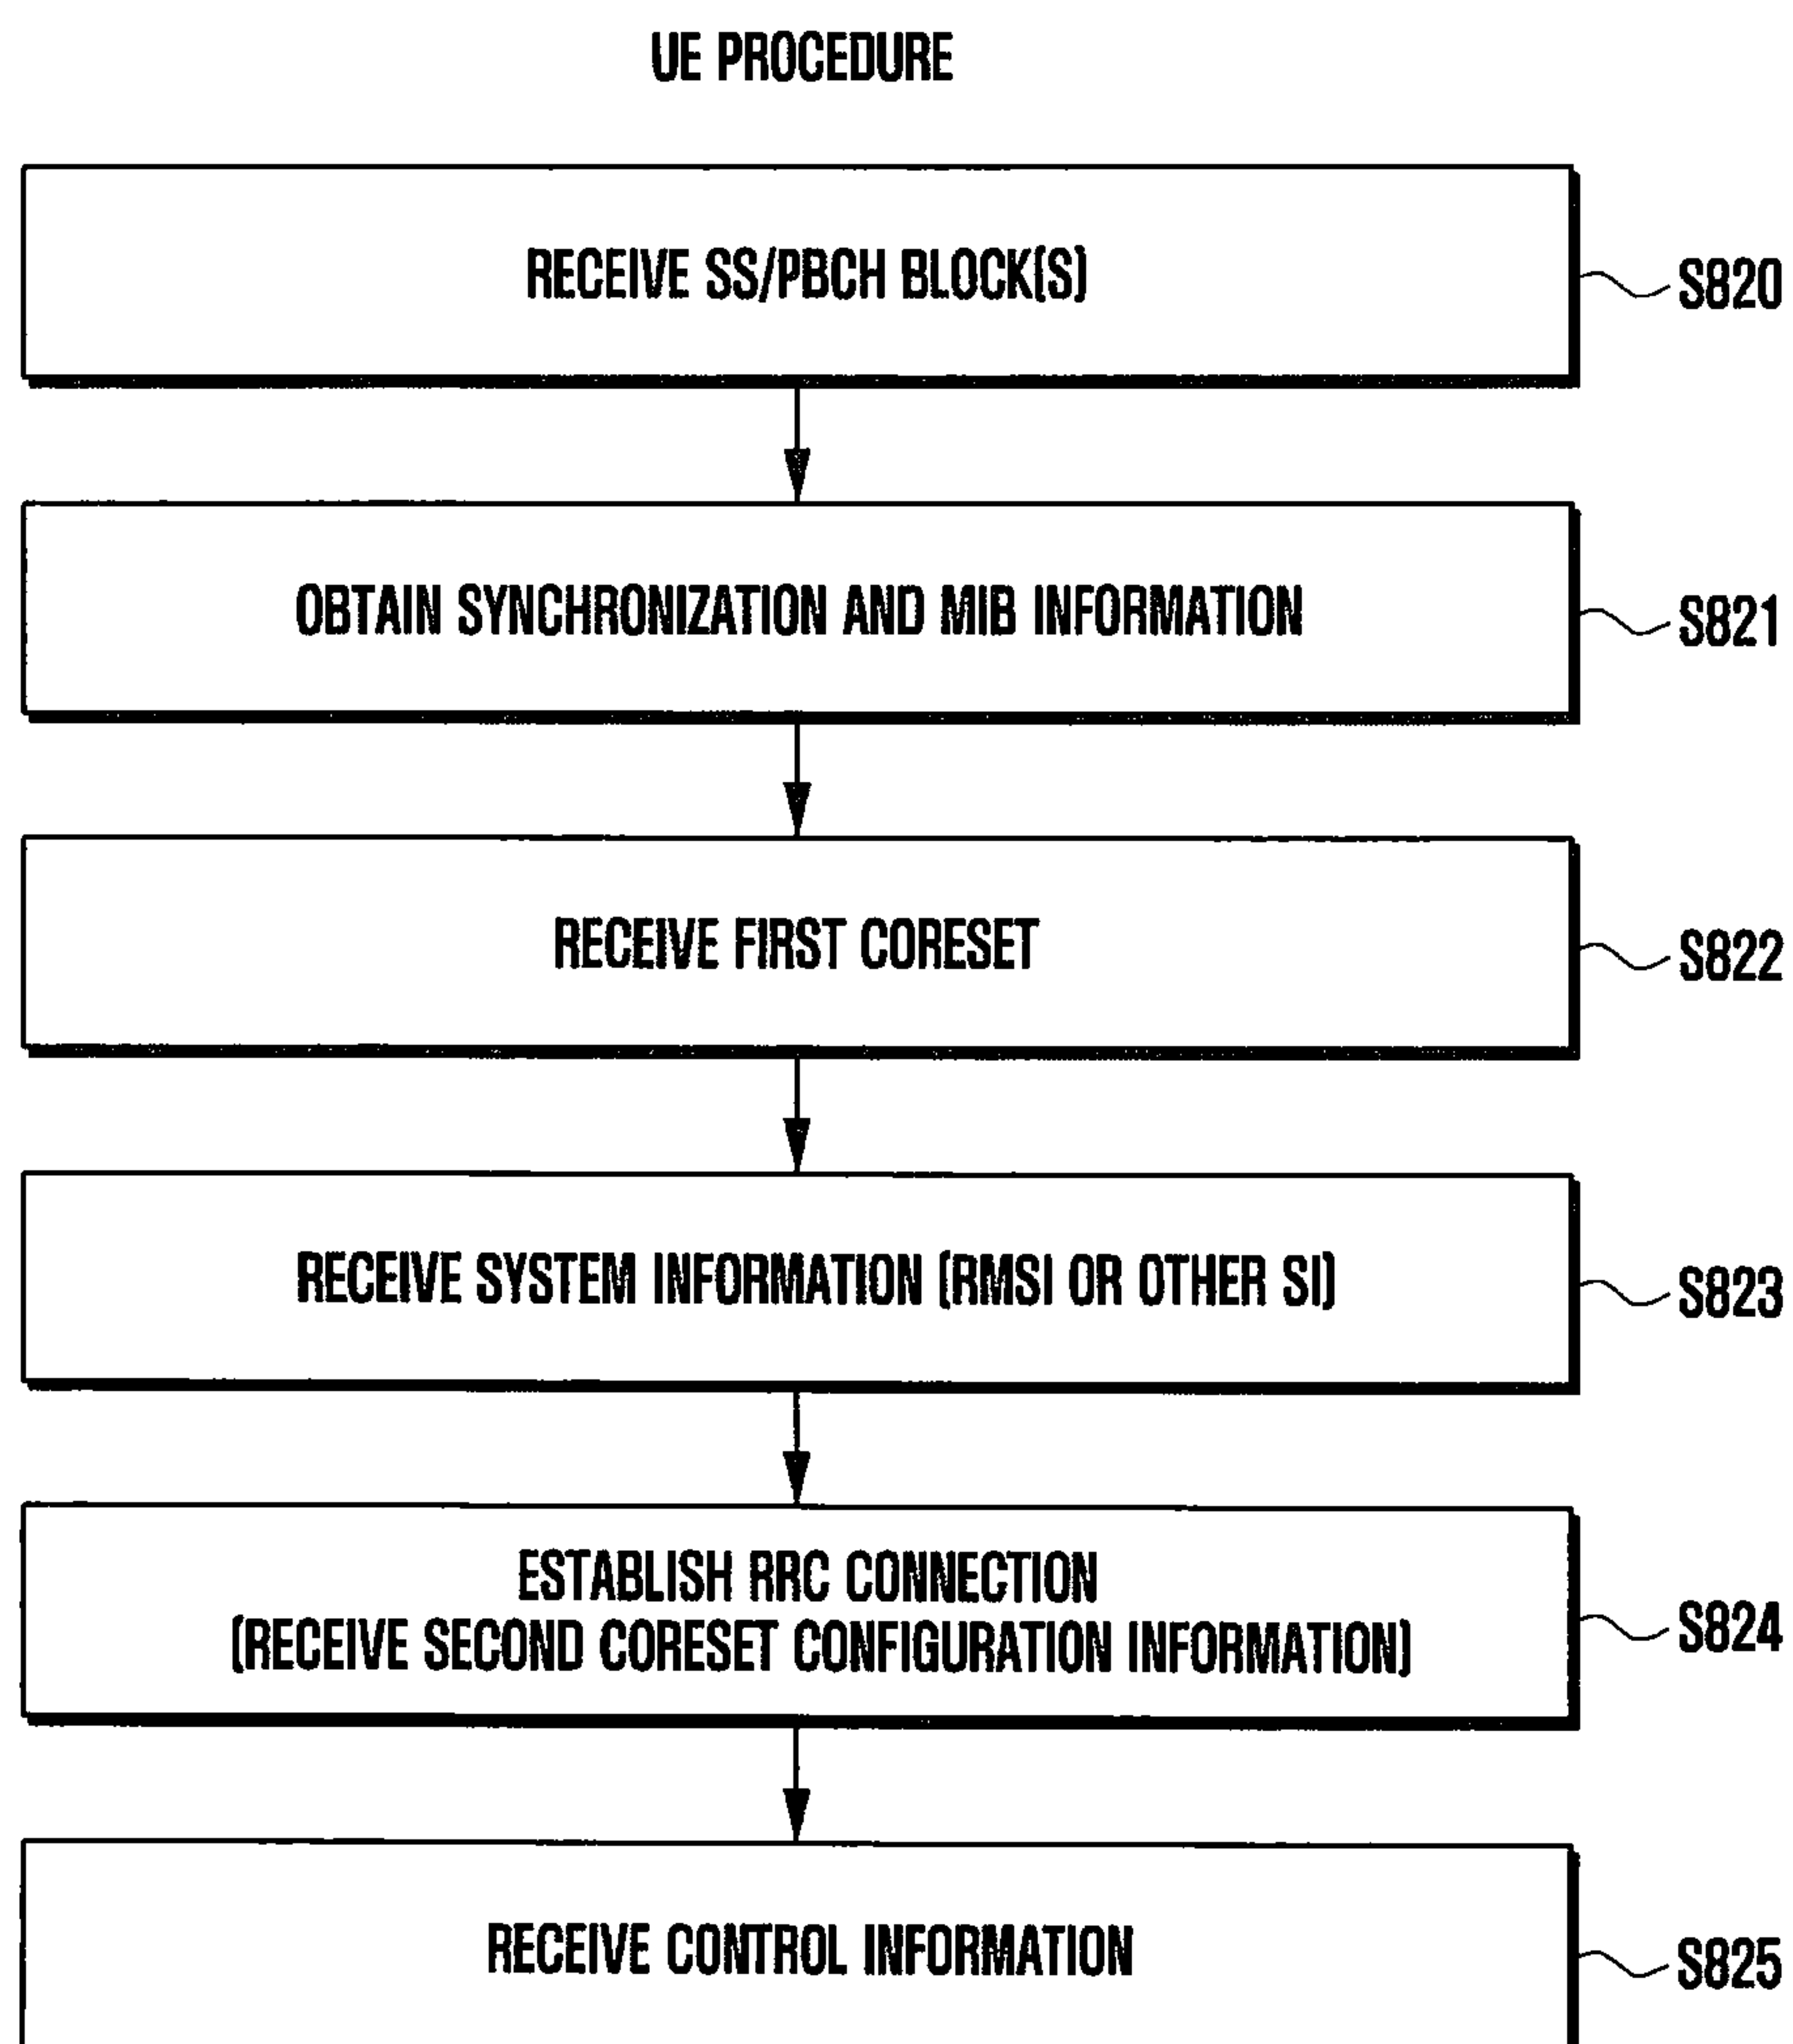 UE PROCEDURE
RECEIVE SS/PBCH BLOCK(S)
S820
OBTAIN SYNCHRONIZATION AND MIB INFORMATION
S821
RECEIVE FIRST CORESET
S822
RECEIVE SYSTEM INFORMATION (RMSI OR OTHER SI)
S823
ESTABLISH RRC CONNECTION
(RECEIVE SECOND CORESET CONFIGURATION INFORMATION)
S824
RECEIVE CONTROL INFORMATION
S825